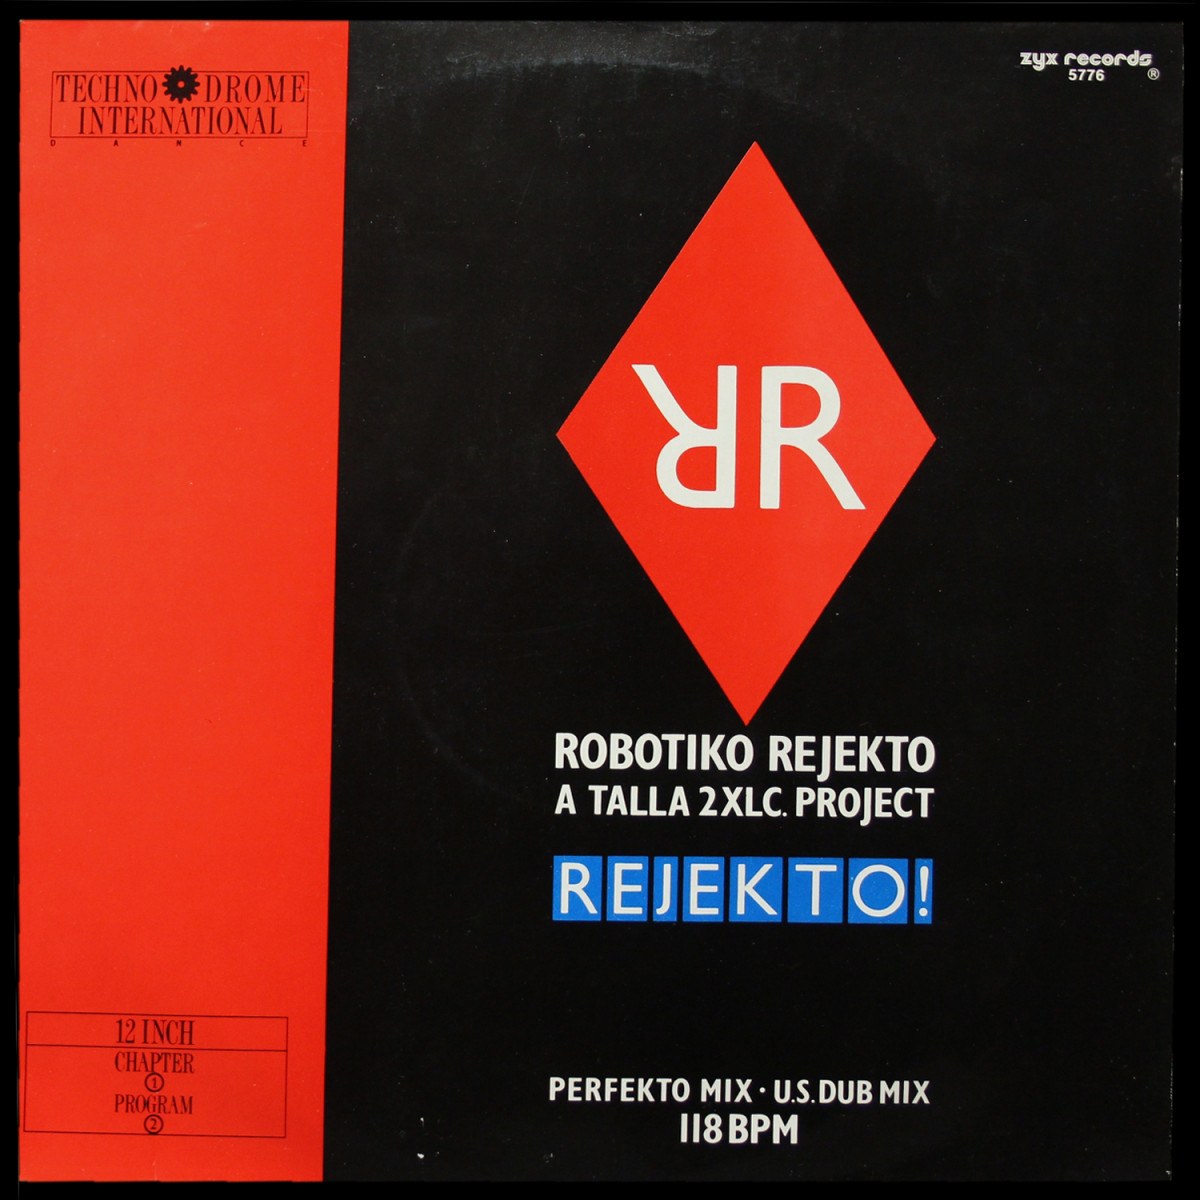 TECHNO DROME
INTERNATIONAL
DANCE
zyx records
5776 ®
RR
ROBOTIKO REJEKTO
A TALLA 2XLC. PROJECT
REJEKTO!
12 INCH
CHAPTER
1
PROGRAM
2
PERFEKTO MIX · U.S. DUB MIX
118 BPM